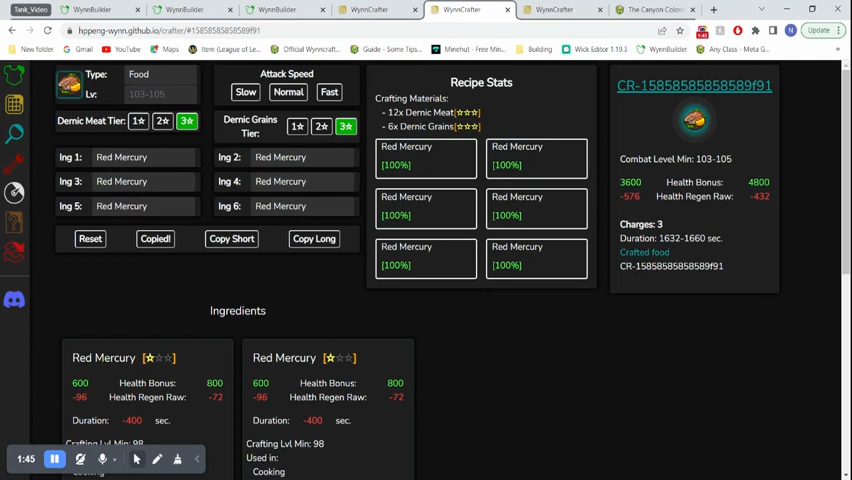 Tank_Video
WynnBuilder
WynnBuilder
WynnBuilder
WynnCrafter
WynnCrafter
WynnCrafter
The Canyon Coloss
hppeng-wynn.github.io/crafter/#15858585858589f91
1:45
N
Update
New folder
Gmail
YouTube
Maps
Item (League of Le...
Official Wynncraft...
Guide - Some Tips...
Minehut - Free Min...
Building
Wick Editor 1.19.3
WynnBuilder
Any Class - Meta G...
Type: Food
Lv: 103-105
Dernic Meat Tier: 1☆ 2☆ 3☆
Attack Speed
Slow Normal Fast
Dernic Grains Tier: 1☆ 2☆ 3☆
Ing 1: Red Mercury
Ing 2: Red Mercury
Ing 3: Red Mercury
Ing 4: Red Mercury
Ing 5: Red Mercury
Ing 6: Red Mercury
Reset Copied! Copy Short Copy Long
Recipe Stats
Crafting Materials:
- 12x Dernic Meat[☆☆☆]
- 6x Dernic Grains[☆☆☆]
Red Mercury
[100%]
Red Mercury
[100%]
Red Mercury
[100%]
Red Mercury
[100%]
Red Mercury
[100%]
Red Mercury
[100%]
CR-15858585858589f91
Combat Level Min: 103-105
3600 Health Bonus: 4800
-576 Health Regen Raw: -432
Charges: 3
Duration: 1632-1660 sec.
Crafted food
CR-15858585858589f91
Ingredients
Red Mercury [☆☆☆]
600 Health Bonus: 800
-96 Health Regen Raw: -72
Duration: -400 sec.
Crafting Lvl Min: 98
Cooking
Red Mercury [☆☆☆]
600 Health Bonus: 800
-96 Health Regen Raw: -72
Duration: -400 sec.
Crafting Lvl Min: 98
Used in:
Cooking
1:45